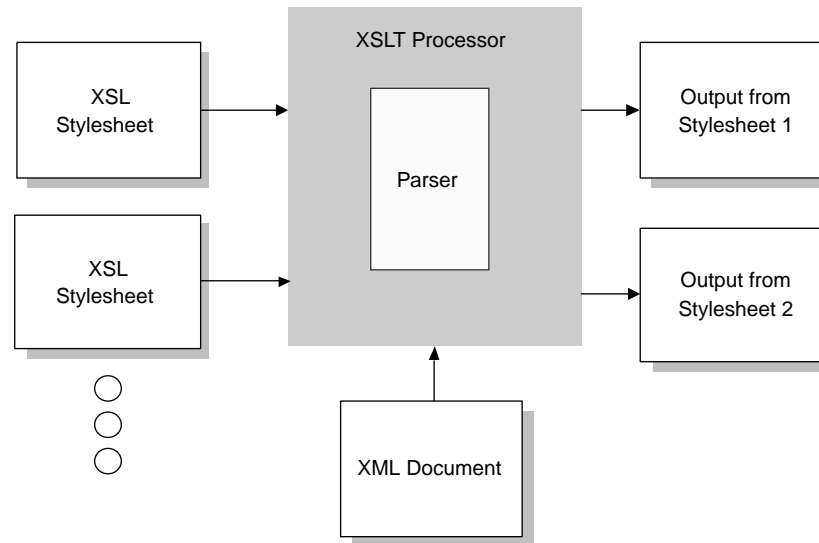 XSLT Processor
XSL
Stylesheet
Parser
Output from
Stylesheet 1
XSL
Stylesheet
Output from
Stylesheet 2
XML Document